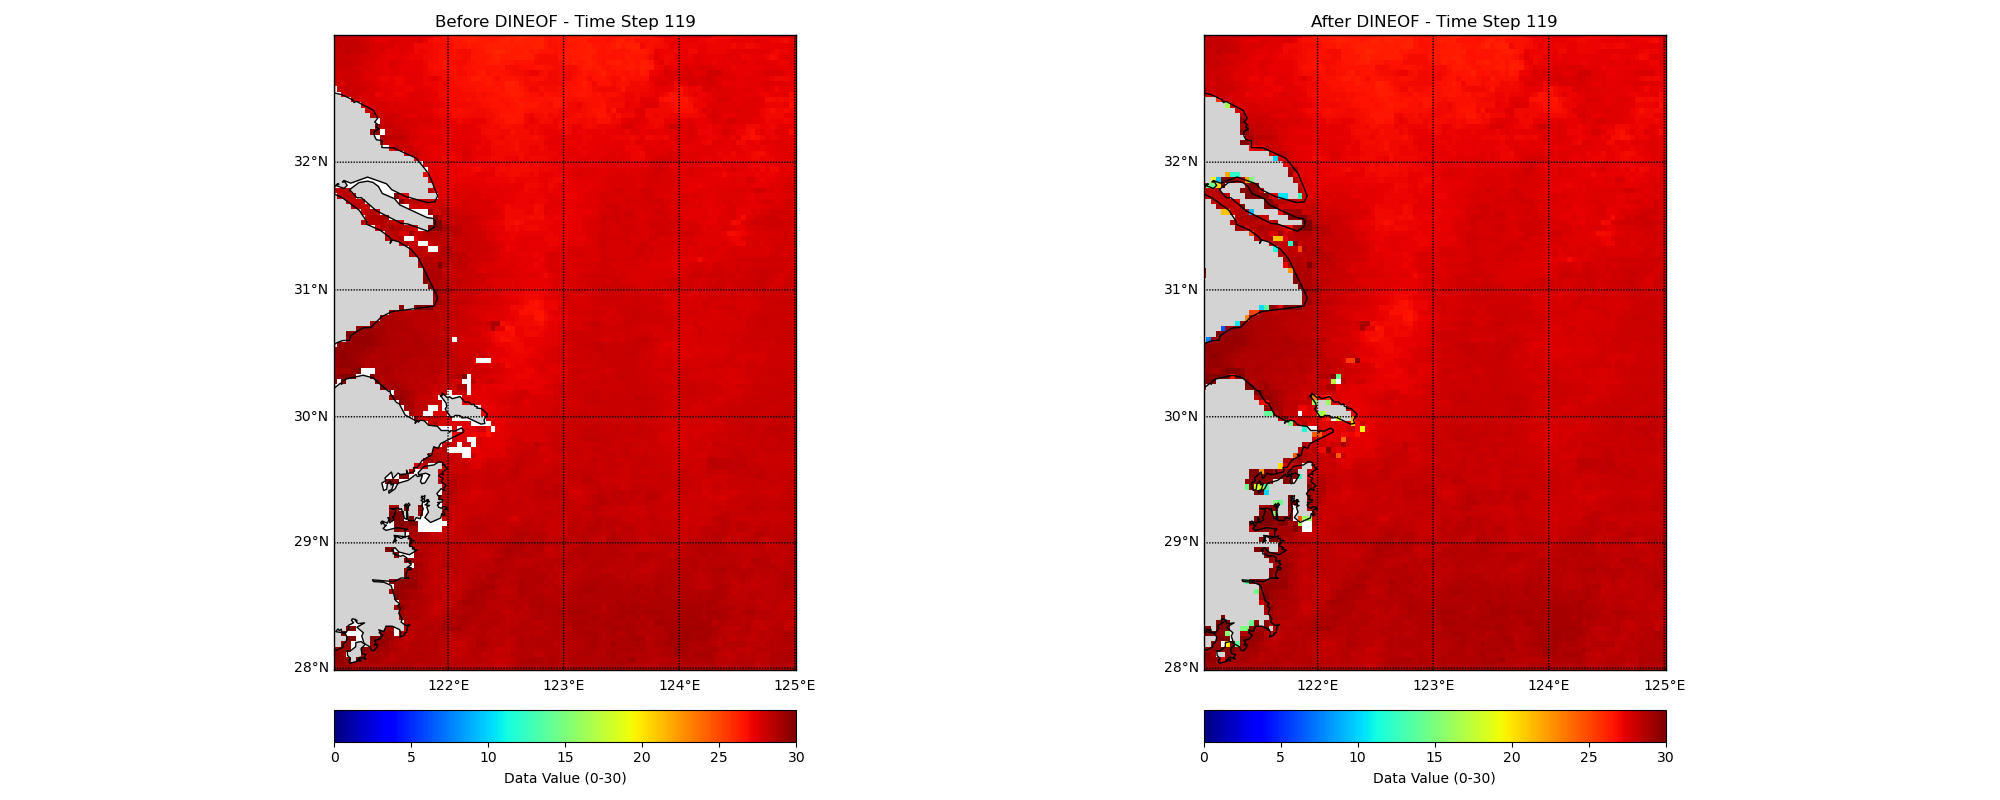 Before DINEOF - Time Step 119
32°N
31°N
30°N
29°N
28°N
122°E 123°E 124°E 125°E
0 5 10 15 20 25 30
Data Value (0-30)
After DINEOF - Time Step 119
32°N
31°N
30°N
29°N
28°N
122°E 123°E 124°E 125°E
0 5 10 15 20 25 30
Data Value (0-30)